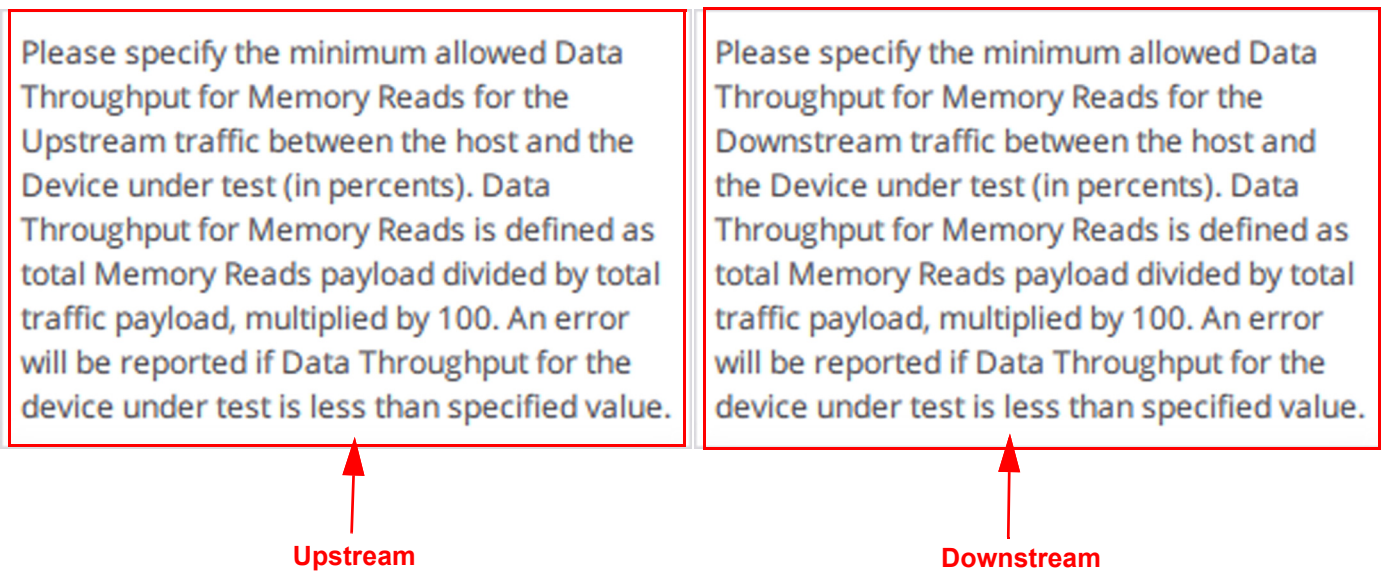 Please specify the minimum allowed Data
Throughput for Memory Reads for the
Upstream traffic between the host and the
Device under test (in percents). Data
Throughput for Memory Reads is defined as
total Memory Reads payload divided by total
traffic payload, multiplied by 100. An error
will be reported if Data Throughput for the
device under test is less than specified value.
Upstream
Please specify the minimum allowed Data
Throughput for Memory Reads for the
Downstream traffic between the host and
the Device under test (in percents). Data
Throughput for Memory Reads is defined as
total Memory Reads payload divided by total
traffic payload, multiplied by 100. An error
will be reported if Data Throughput for the
device under test is less than specified value.
Downstream